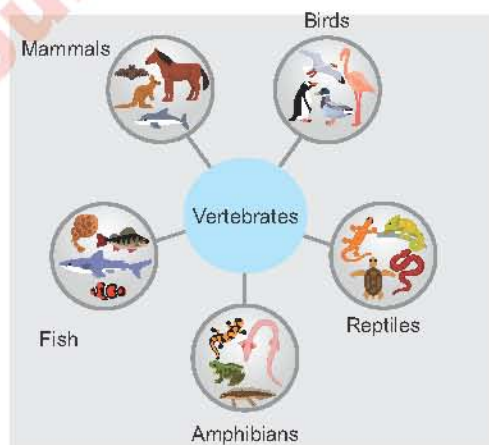 Birds
Mammals
Vertebrates
Reptiles
Fish
Amphibians